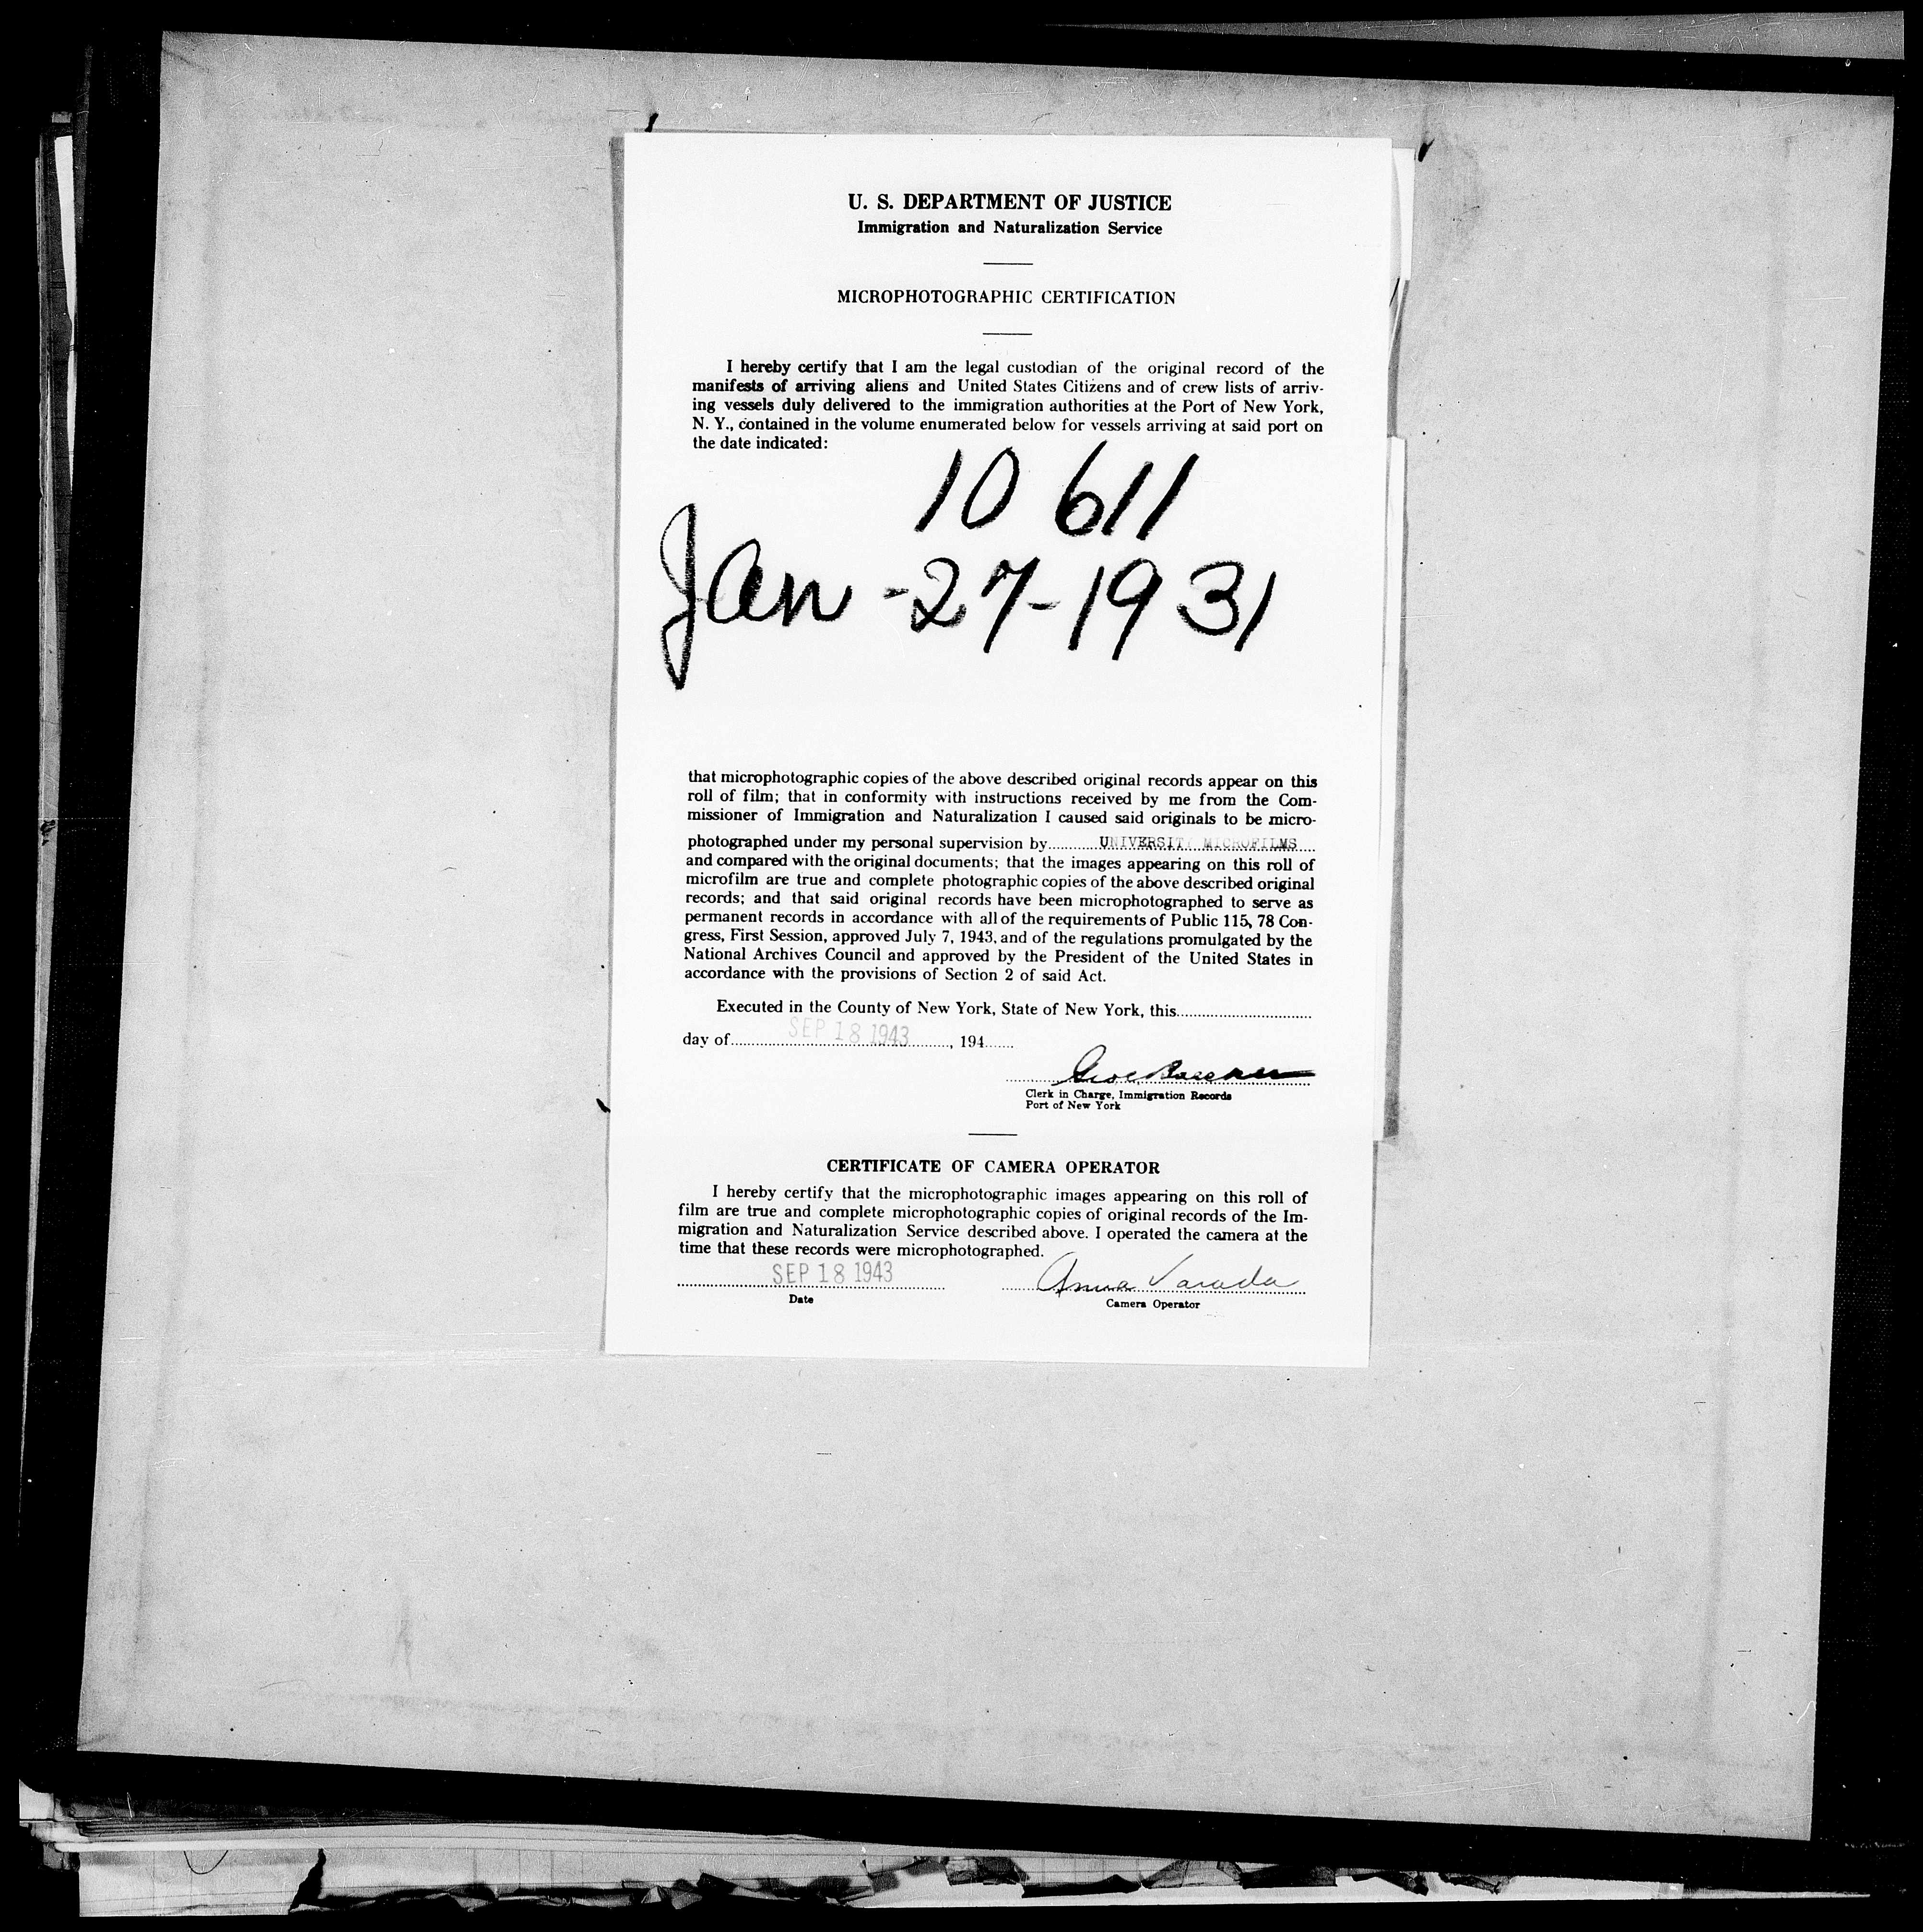 U. S. DEPARTMENT OF JUSTICE
Immigration and Naturalization Service
MICROPHOTOGRAPHIC CERTIFICATION
I hereby certify that I am the legal custodian of the original record of the
manifests of arriving aliens and United States Citizens and of crew lists of arriv-
ing vessels duly delivered to the immigration authorities at the Port of New York,
N. Y., contained in the volume enumerated below for vessels arriving at said port on
the date indicated:
10 611
Jan - 27 - 1931
that microphotographic copies of the above described original records appear on this
roll of film; that in conformity with instructions received by me from the Com-
missioner of Immigration and Naturalization I caused said originals to be micro-
photographed under my personal supervision by UNIVERSITY MICROFILMS
and compared with the original documents; that the images appearing on this roll of
microfilm are true and complete photographic copies of the above described original
records; and that said original records have been microphotographed to serve as
permanent records in accordance with all of the requirements of Public 115, 78 Con-
gress, First Session, approved July 7, 1943, and of the regulations promulgated by the
National Archives Council and approved by the President of the United States in
accordance with the provisions of Section 2 of said Act.
Executed in the County of New York, State of New York, this
day of SEP 18 1943, 194
Clerk in Charge, Immigration Records
Port of New York
CERTIFICATE OF CAMERA OPERATOR
I hereby certify that the microphotographic images appearing on this roll of
film are true and complete microphotographic copies of original records of the Im-
migration and Naturalization Service described above. I operated the camera at the
time that these records were microphotographed.
SEP 18 1943 Anna
Date Camera Operator